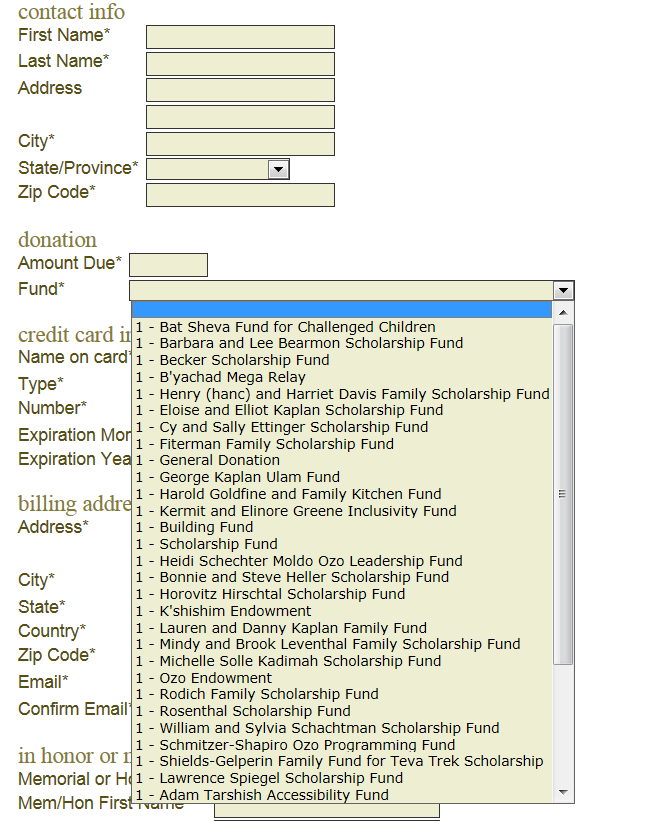 contact info
First Name*
Last Name*
Address
City*
State/Province*
Zip Code*
donation
Amount Due*
Fund*
1 - Bat Sheva Fund for Challenged Children
1 - Barbara and Lee Bearmon Scholarship Fund
1 - Becker Scholarship Fund
1 - B'yachad Mega Relay
1 - Henry (hanc) and Harriet Davis Family Scholarship Fund
1 - Eloise and Elliot Kaplan Scholarship Fund
1 - Cy and Sally Ettinger Scholarship Fund
1 - Fiterman Family Scholarship Fund
1 - General Donation
1 - George Kaplan Ulam Fund
1 - Harold Goldfine and Family Kitchen Fund
1 - Kermit and Elinore Greene Inclusivity Fund
1 - Building Fund
1 - Scholarship Fund
1 - Heidi Schechter Moldo Ozo Leadership Fund
1 - Bonnie and Steve Heller Scholarship Fund
1 - Horovitz Hirschtal Scholarship Fund
1 - K'shishim Endowment
1 - Lauren and Danny Kaplan Family Fund
1 - Mindy and Brook Leventhal Family Scholarship Fund
1 - Michelle Solle Kadimah Scholarship Fund
1 - Ozo Endowment
1 - Rodich Family Scholarship Fund
1 - Rosenthal Scholarship Fund
1 - William and Sylvia Schachtman Scholarship Fund
1 - Schmitzer-Shapiro Ozo Programming Fund
1 - Shields-Gelperin Family Fund for Teva Trek Scholarship
1 - Lawrence Spiegel Scholarship Fund
1 - Adam Tarshish Accessibility Fund
credit card in
Name on card*
Type*
Number*
Expiration Mor
Expiration Yea
billing addre
Address*
City*
State*
Country*
Zip Code*
Email*
Confirm Email*
in honor or m
Memorial or Ho
Mem/Hon First Name